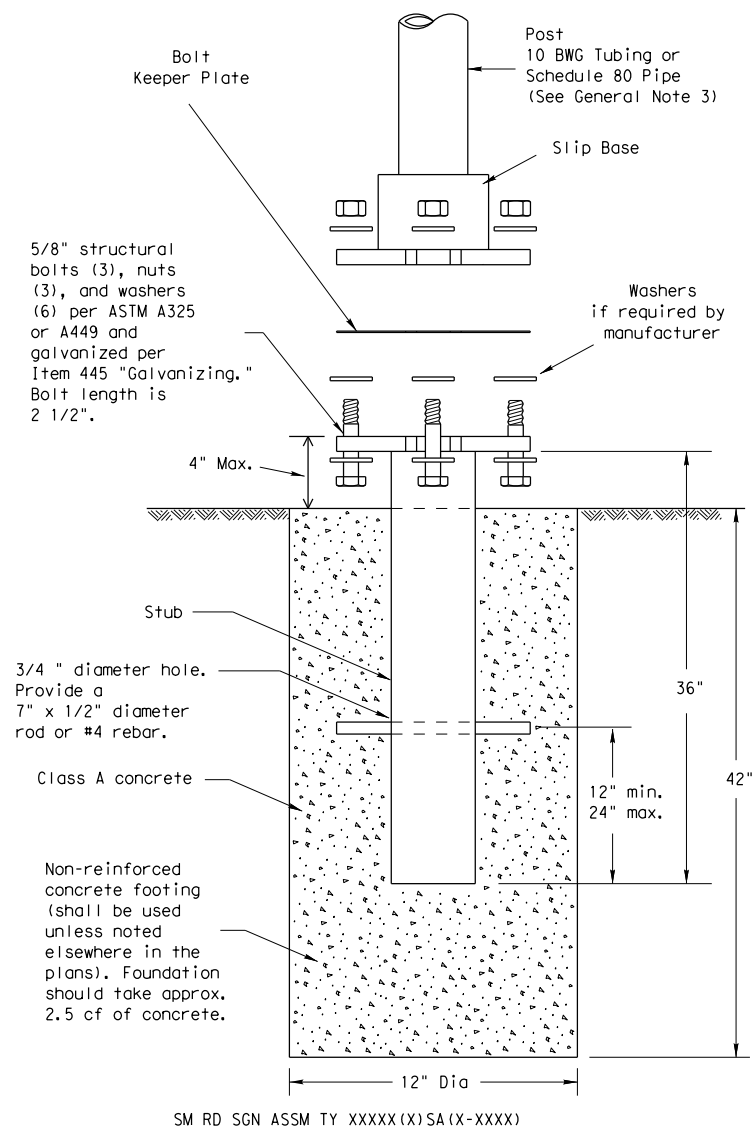 Post
10 BWG Tubing or
Schedule 80 Pipe
(See General Note 3)
Bolt
Keeper Plate
Slip Base
5/8" structural
bolts (3), nuts
(3), and washers
(6) per ASTM A325
or A449 and
galvanized per
Item 445 "Galvanizing."
Bolt length is
2 1/2".
Washers
if required by
manufacturer
4" Max.
Stub
3/4 " diameter hole.
Provide a
7" x 1/2" diameter
rod or #4 rebar.
36"
Class A concrete
12" min.
24" max.
42"
Non-reinforced
concrete footing
(shall be used
unless noted
elsewhere in the
plans). Foundation
should take approx.
2.5 cf of concrete.
12" Dia
SM RD SGN ASSM TY XXXXX(X)SA(X-XXXX)